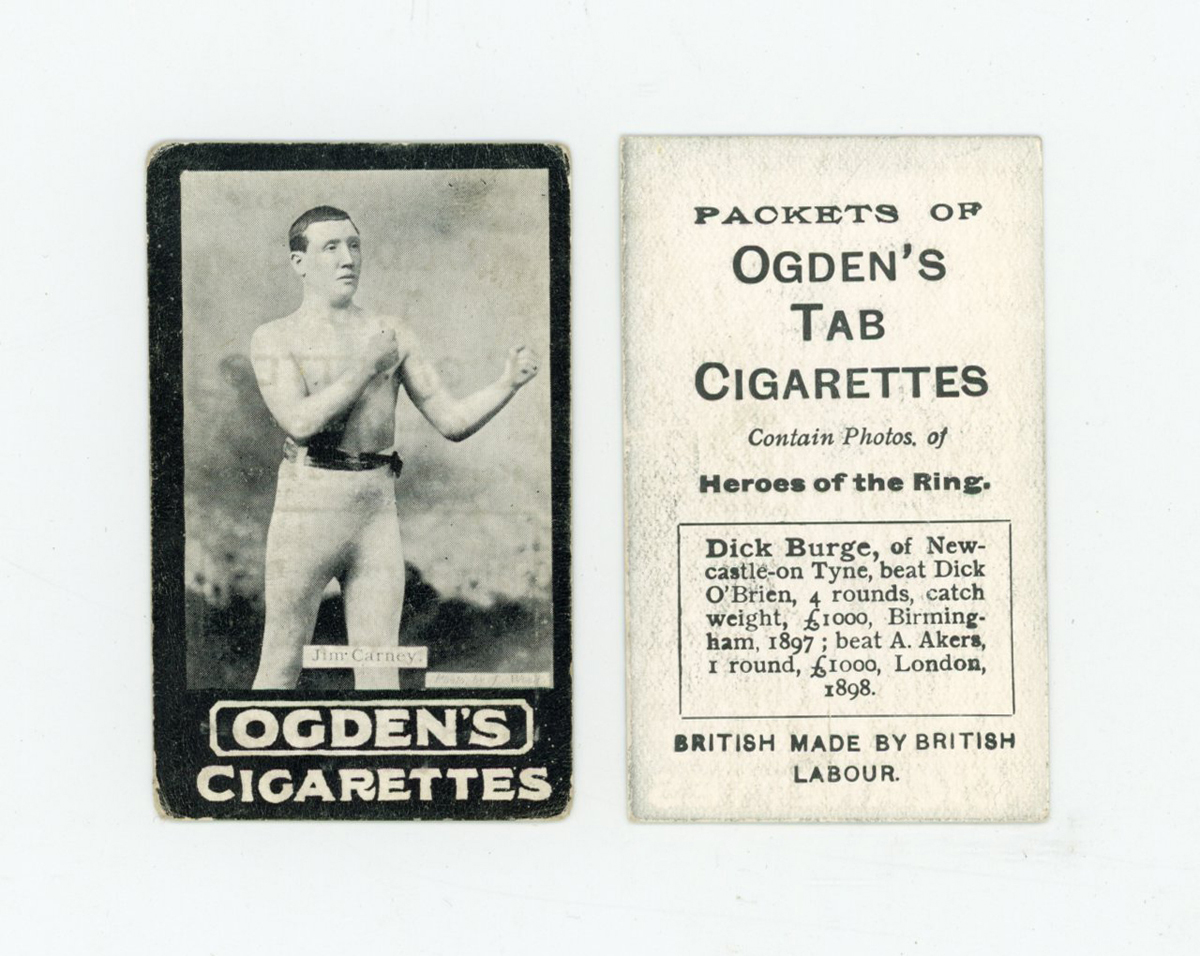 Jim Carney.
OGDEN'S
CIGARETTES
PACKETS OF
OGDEN'S
TAB
CIGARETTES
Contain Photos. of
Heroes of the Ring.
Dick Burge, of New-
castle-on Tyne, beat Dick
O'Brien, 4 rounds, catch
weight, £1000, Birming-
ham, 1897 ; beat A. Akers,
1 round, £1000, London,
1898.
BRITISH MADE BY BRITISH
LABOUR.